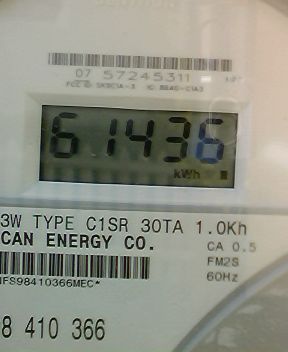 07 57245311
61436
kWh
3W TYPE C1SR 30TA 1.0Kh
CAN ENERGY CO.
CA 0.5
FM2S
60Hz
IFS98410366MEC*
8 410 366